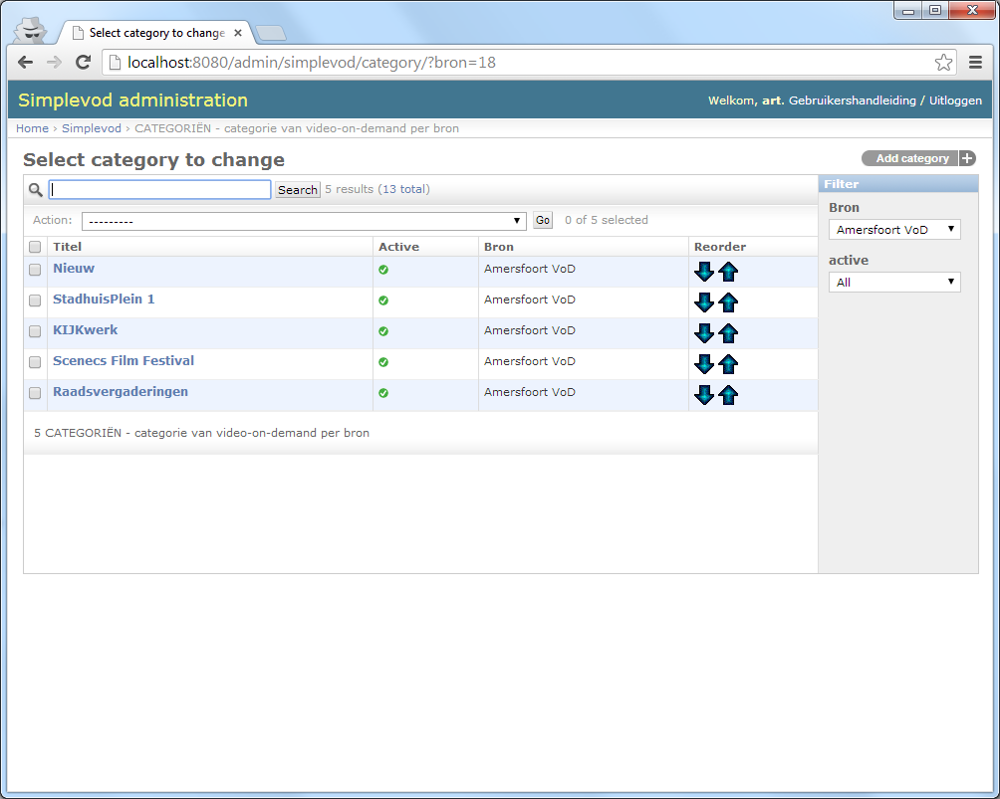 Select category to change
localhost:8080/admin/simplevod/category/?bron=18
Simplevod administration
Welkom, art. Gebruikershandleiding / Uitloggen
Home › Simplevod › CATEGORIËN - categorie van video-on-demand per bron
Select category to change
Add category +
Search 5 results (13 total)
Filter
Bron
Amersfoort VoD
active
All
Action: --------- Go 0 of 5 selected
Titel Active Bron Reorder
Nieuw Amersfoort VoD
StadhuisPlein 1 Amersfoort VoD
KIJKwerk Amersfoort VoD
Scenecs Film Festival Amersfoort VoD
Raadsvergaderingen Amersfoort VoD
5 CATEGORIËN - categorie van video-on-demand per bron